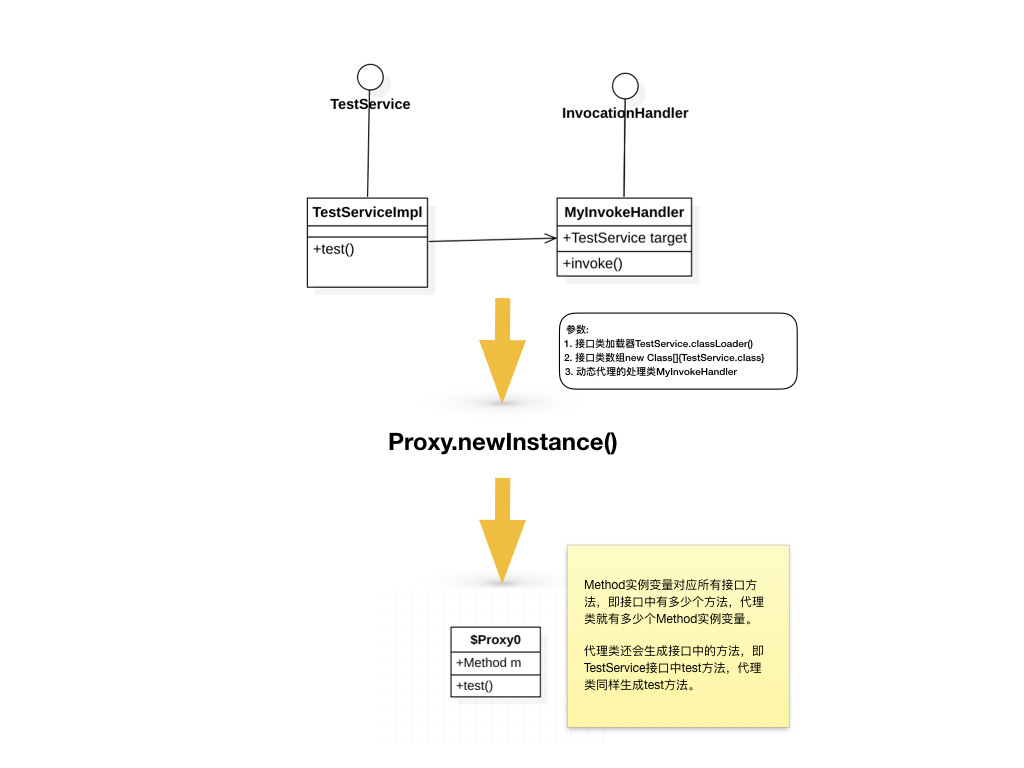 TestService
InvocationHandler
TestServiceImpl
+test()
MyInvokeHandler
+TestService target
+invoke()
参数:
1. 接口类加载器TestService.classLoader()
2. 接口类数组new Class[]{TestService.class}
3. 动态代理的处理类MyInvokeHandler
Proxy.newInstance()
$Proxy0
+Method m
+test()
Method实例变量对应所有接口方
法，即接口中有多少个方法，代理
类就有多少个Method实例变量。
代理类还会生成接口中的方法，即
TestService接口中test方法，代理
类同样生成test方法。